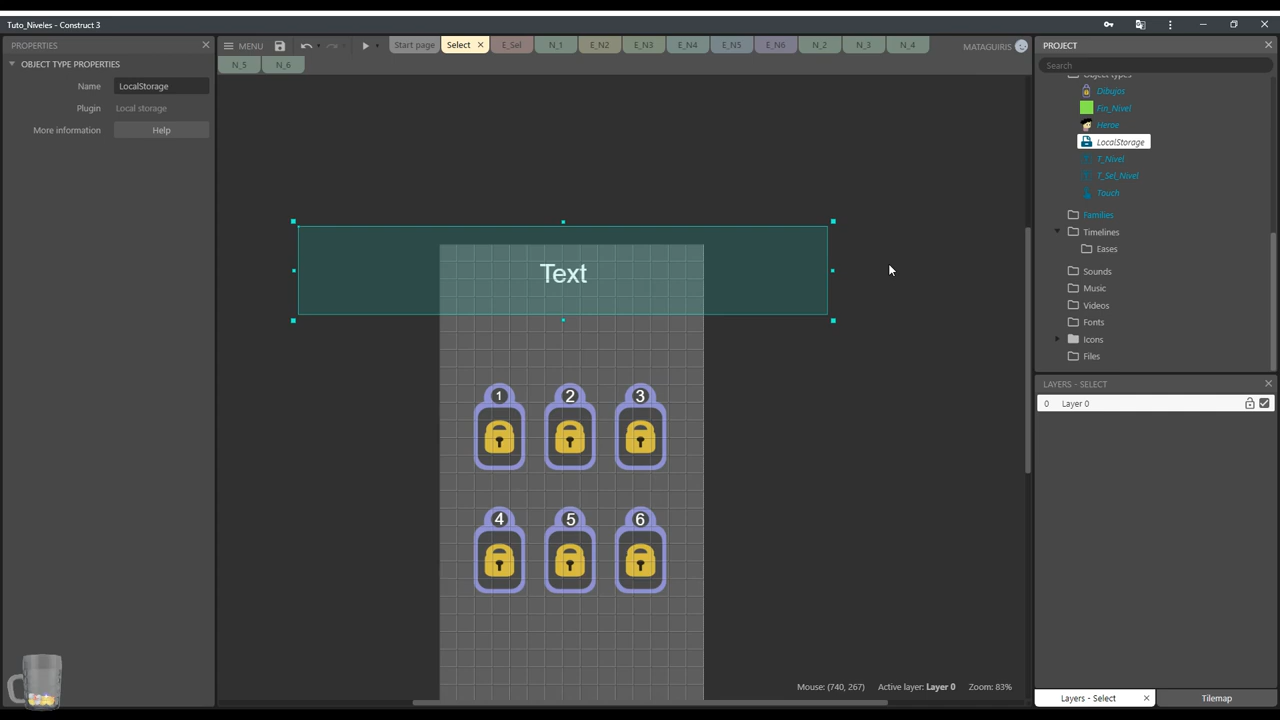 Tuto_Niveles - Construct 3
PROPERTIES
OBJECT TYPE PROPERTIES
Name LocalStorage
Plugin Local storage
More information Help
MENU
Start page Select E_Sel N_1 E_N2 E_N3 E_N4 E_N5 E_N6 N_2 N_3 N_4
MATAGUIRIS
N_5 N_6
Text
1 2 3
4 5 6
Mouse: (740, 267) Active layer: Layer 0 Zoom: 83%
PROJECT
Search
Object types
Dibujos
Fin_Nivel
Heroe
LocalStorage
T_Nivel
T_Sel_Nivel
Touch
Families
Timelines
Eases
Sounds
Music
Videos
Fonts
Icons
Files
LAYERS - SELECT
0 Layer 0
Layers - Select Tilemap